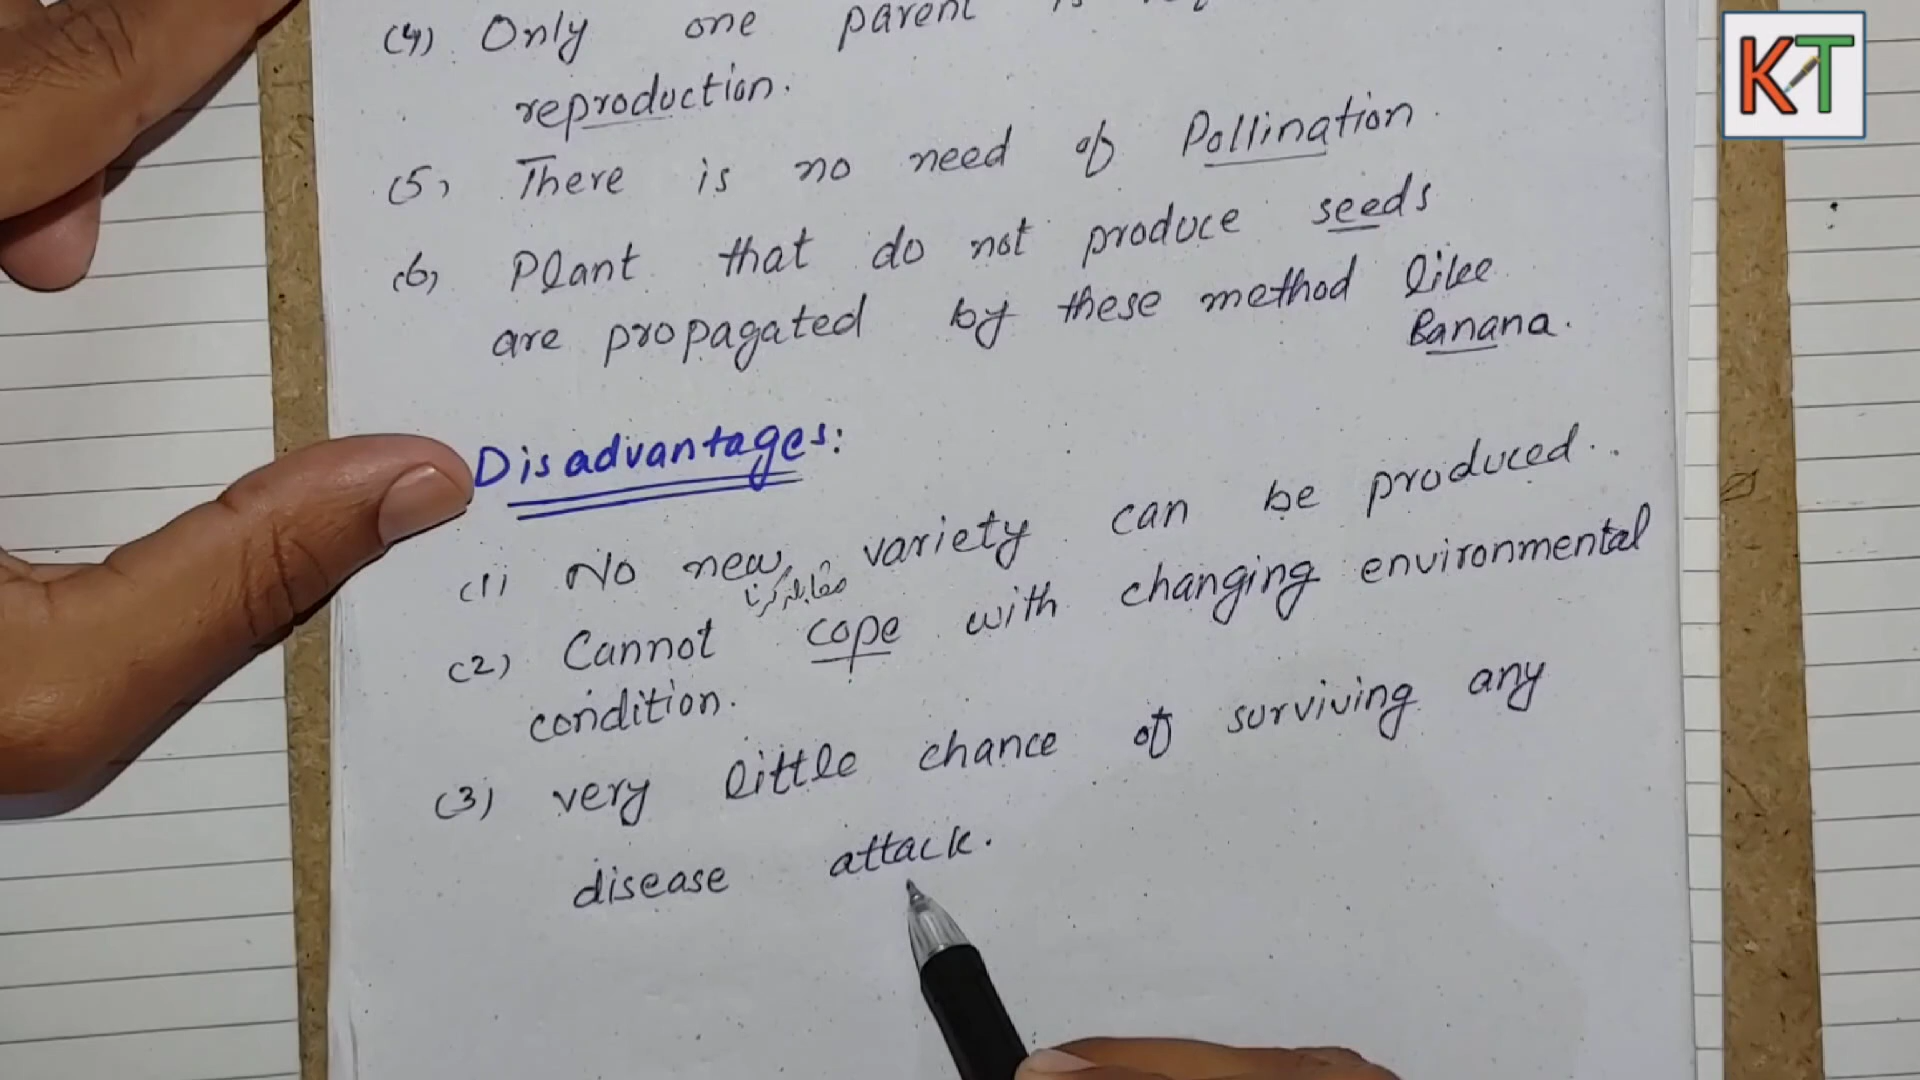 (4) Only one parent is
reproduction.
(5) There is no need of Pollination.
(6) Plant that do not produce seeds
are propagated by these method like
Banana.
Disadvantages:
(1) No new variety can be produced.
مقابلہ کرنا
(2) Cannot cope with changing environmental
condition.
(3) very little chance of surviving any
disease attack.
KT